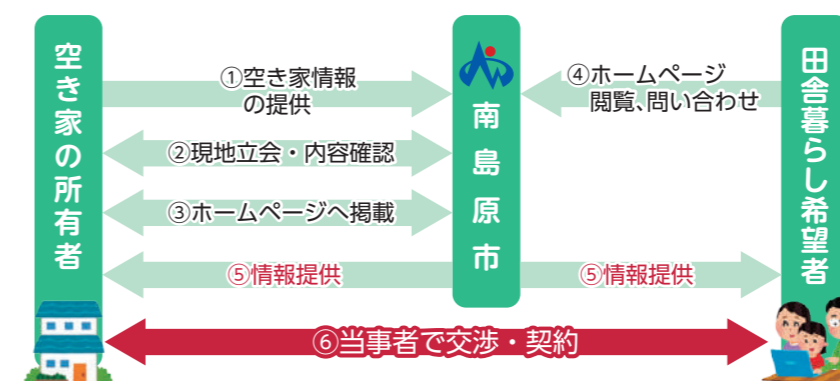 空き家の所有者
①空き家情報
の提供
②現地立会・内容確認
③ホームページへ掲載
⑤情報提供
南島原市
④ホームページ
閲覧、問い合わせ
⑤情報提供
田舎暮らし希望者
⑥当事者で交渉・契約